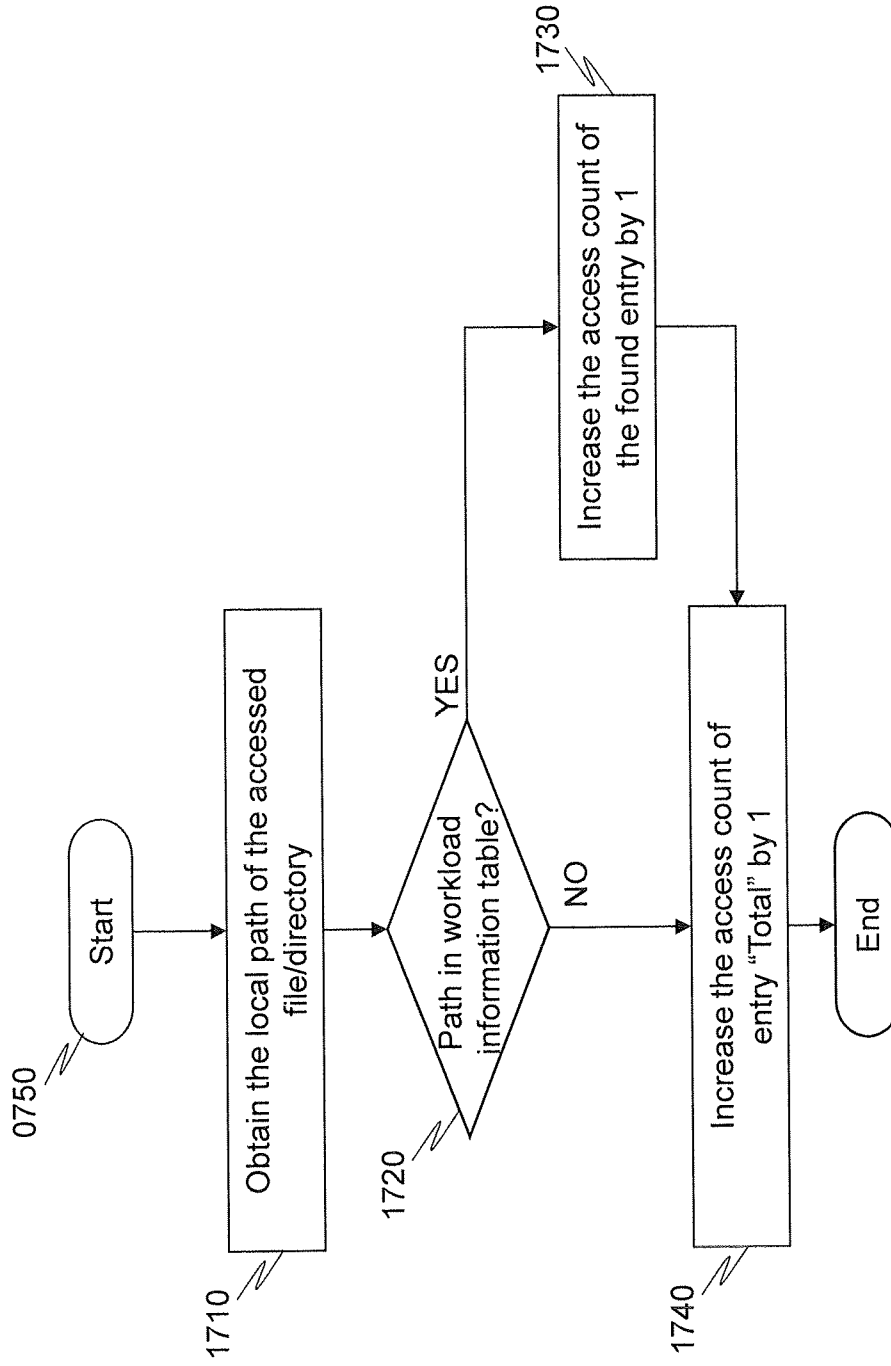 0750
Start
1710
Obtain the local path of the accessed
file/directory
1720
Path in workload
information table?
YES
NO
1730
Increase the access count of
the found entry by 1
1740
Increase the access count of
entry “Total” by 1
End